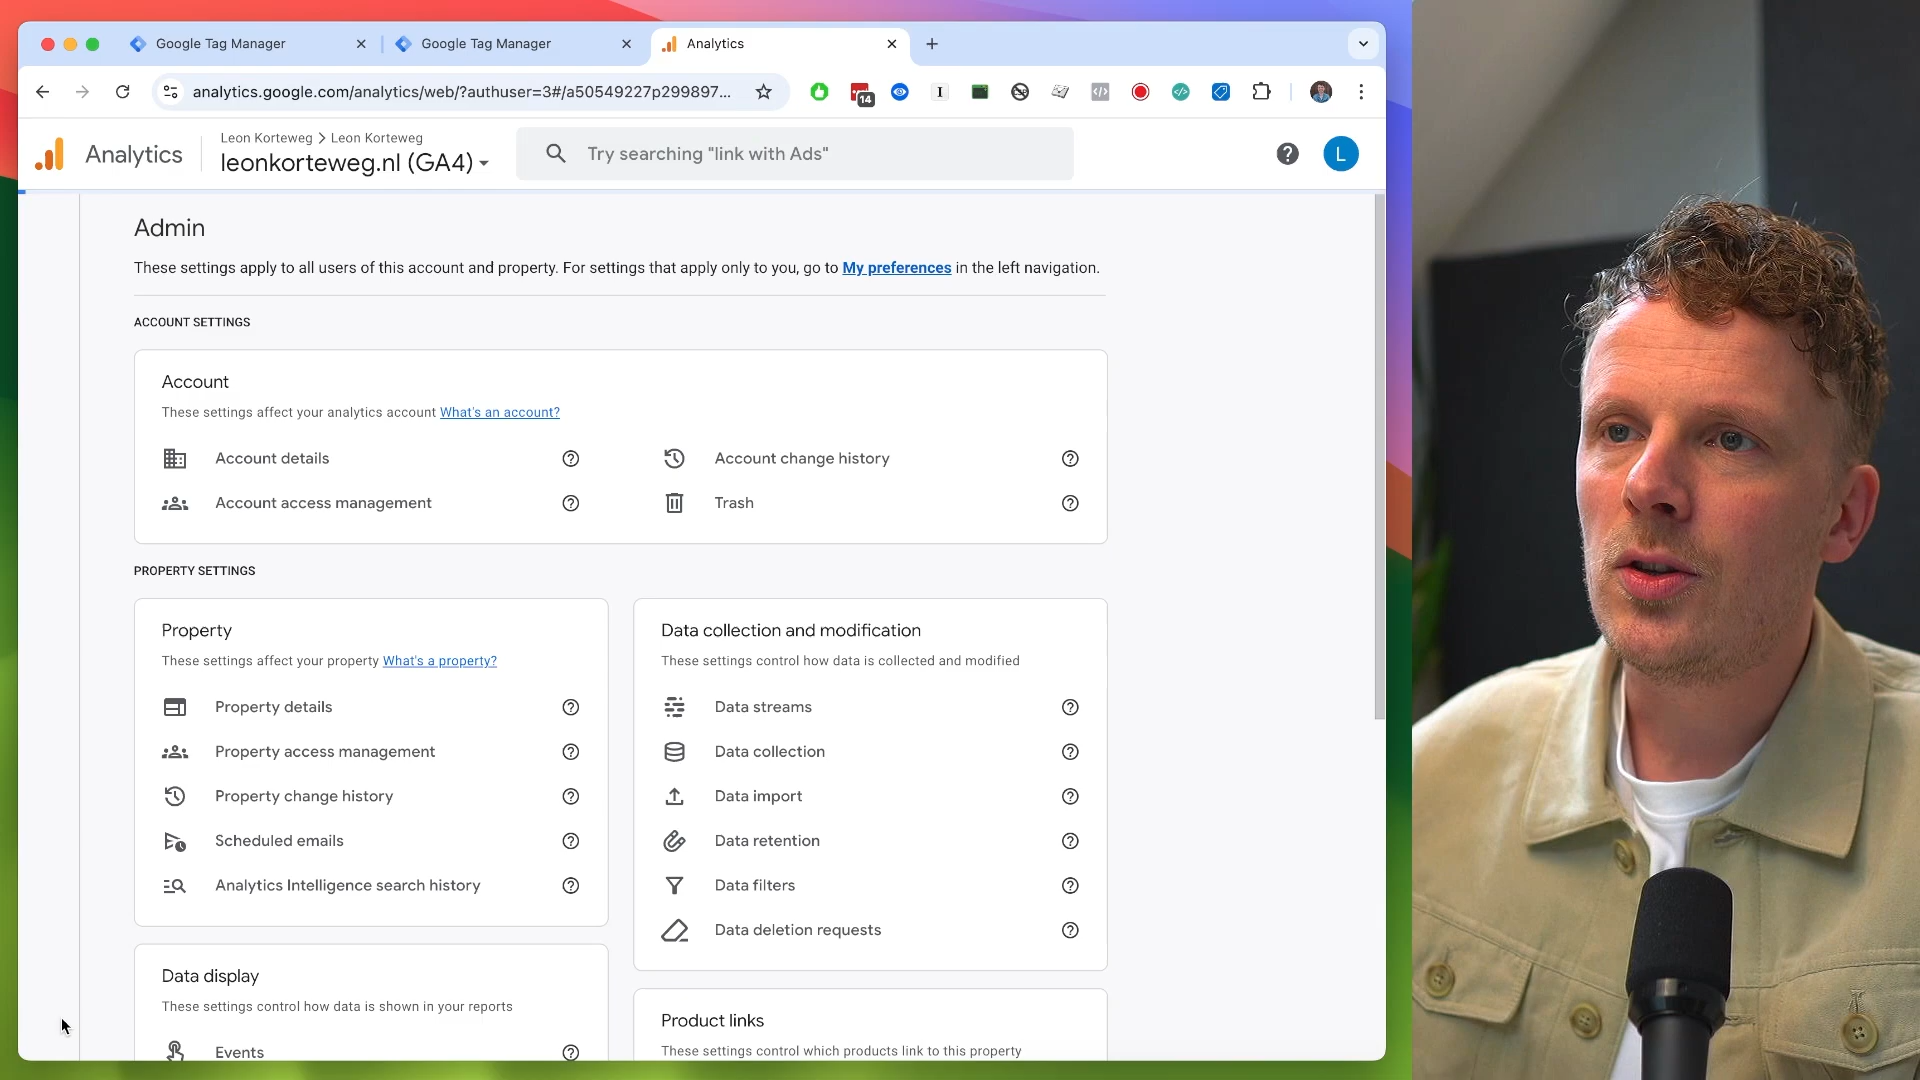 Google Tag Manager
Google Tag Manager
Analytics
analytics.google.com/analytics/web/?authuser=3#/a50549227p299897...
14
Analytics
Leon Korteweg > Leon Korteweg
leonkorteweg.nl (GA4)
Try searching "link with Ads"
L
Admin
These settings apply to all users of this account and property. For settings that apply only to you, go to My preferences in the left navigation.
ACCOUNT SETTINGS
Account
These settings affect your analytics account What's an account?
Account details
Account change history
Account access management
Trash
PROPERTY SETTINGS
Property
These settings affect your property What's a property?
Property details
Property access management
Property change history
Scheduled emails
Analytics Intelligence search history
Data collection and modification
These settings control how data is collected and modified
Data streams
Data collection
Data import
Data retention
Data filters
Data deletion requests
Data display
These settings control how data is shown in your reports
Events
Product links
These settings control which products link to this property